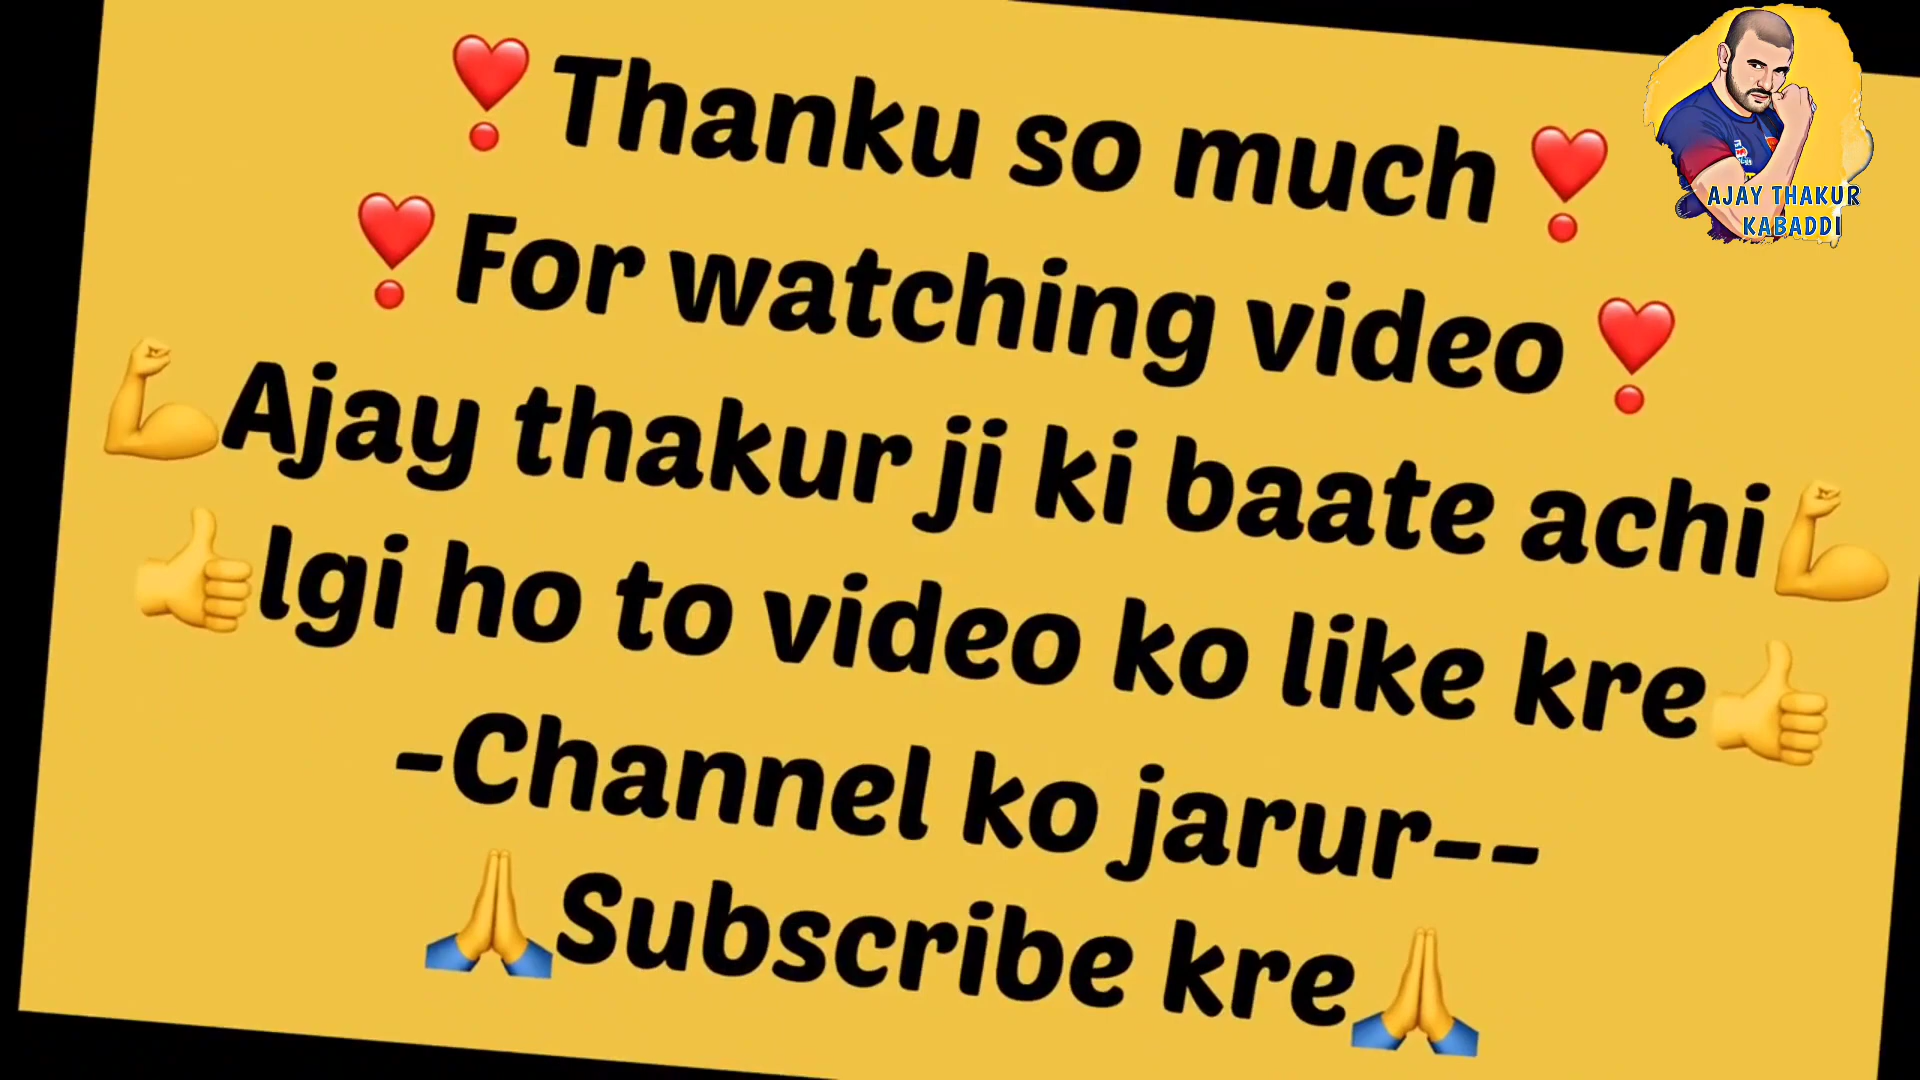 ❣️Thanku so much❣️
❣️For watching video❣️
💪Ajay thakur ji ki baate achi💪
👍lgi ho to video ko like kre👍
-Channel ko jarur--
🙏Subscribe kre🙏
AJAY THAKUR
KABADDI